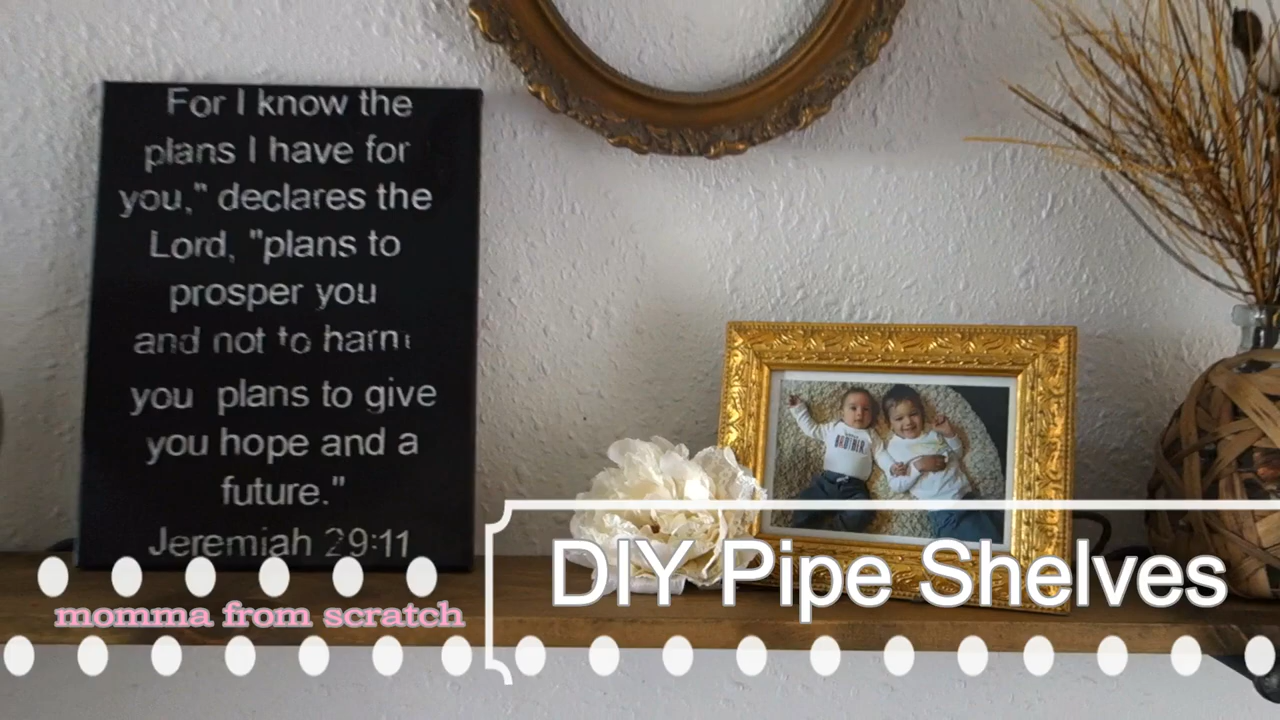 For I know the
plans I have for
you," declares the
Lord, "plans to
prosper you
and not to harm
you plans to give
you hope and a
future."
Jeremiah 29:11
BROTHER
momma from scratch
DIY Pipe Shelves